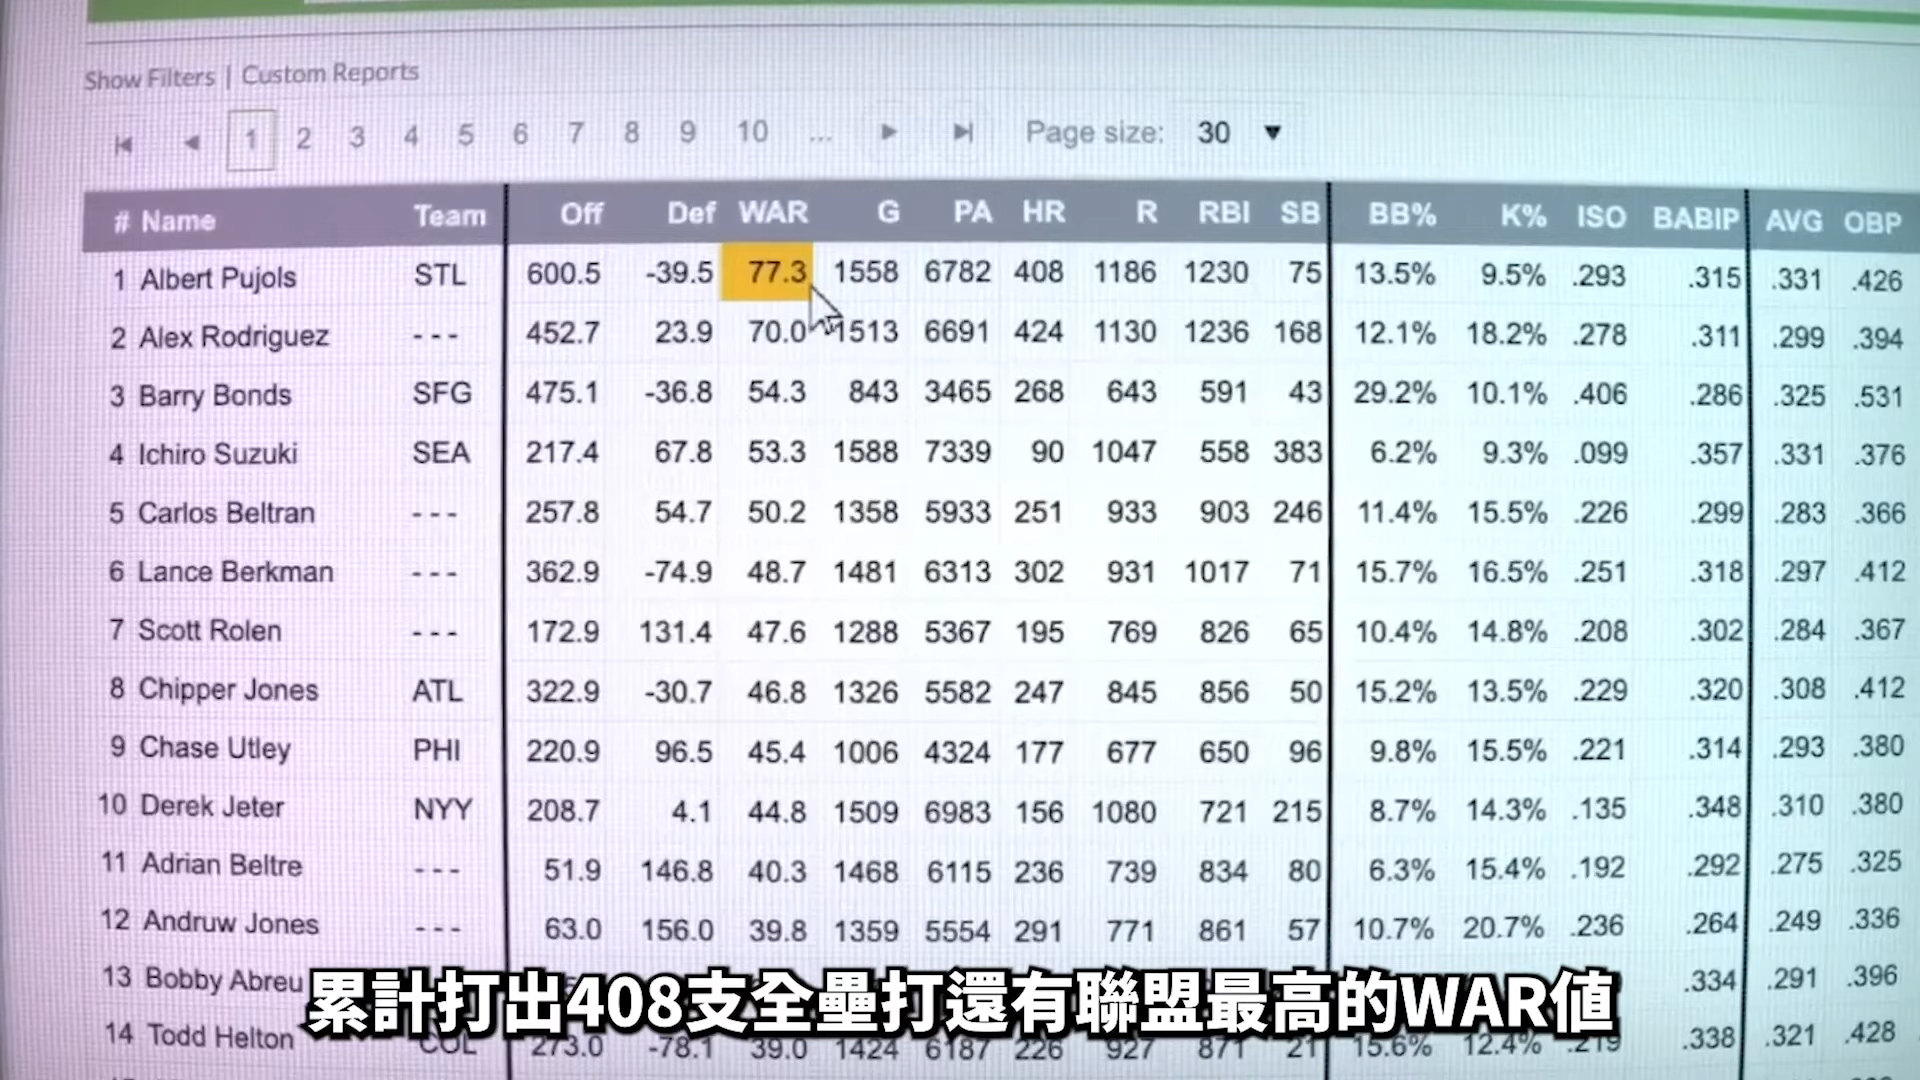 Show Filters | Custom Reports
1 2 3 4 5 6 7 8 9 10 ... Page size: 30
# Name Team Off Def WAR G PA HR R RBI SB BB% K% ISO BABIP AVG OBP
1 Albert Pujols STL 600.5 -39.5 77.3 1558 6782 408 1186 1230 75 13.5% 9.5% .293 .315 .331 .426
2 Alex Rodriguez --- 452.7 23.9 70.0 1513 6691 424 1130 1236 168 12.1% 18.2% .278 .311 .299 .394
3 Barry Bonds SFG 475.1 -36.8 54.3 843 3465 268 643 591 43 29.2% 10.1% .406 .286 .325 .531
4 Ichiro Suzuki SEA 217.4 67.8 53.3 1588 7339 90 1047 558 383 6.2% 9.3% .099 .357 .331 .376
5 Carlos Beltran --- 257.8 54.7 50.2 1358 5933 251 933 903 246 11.4% 15.5% .226 .299 .283 .366
6 Lance Berkman --- 362.9 -74.9 48.7 1481 6313 302 931 1017 71 15.7% 16.5% .251 .318 .297 .412
7 Scott Rolen --- 172.9 131.4 47.6 1288 5367 195 769 826 65 10.4% 14.8% .208 .302 .284 .367
8 Chipper Jones ATL 322.9 -30.7 46.8 1326 5582 247 845 856 50 15.2% 13.5% .229 .320 .308 .412
9 Chase Utley PHI 220.9 96.5 45.4 1006 4324 177 677 650 96 9.8% 15.5% .221 .314 .293 .380
10 Derek Jeter NYY 208.7 4.1 44.8 1509 6983 156 1080 721 215 8.7% 14.3% .135 .348 .310 .380
11 Adrian Beltre --- 51.9 146.8 40.3 1468 6115 236 739 834 80 6.3% 15.4% .192 .292 .275 .325
12 Andruw Jones --- 63.0 156.0 39.8 1359 5554 291 771 861 57 10.7% 20.7% .236 .264 .249 .336
13 Bobby Abreu .334 .291 .396
累計打出408支全壘打還有聯盟最高的WAR值
14 Todd Helton COL 273.0 -78.1 39.0 1424 6187 226 927 871 21 15.6% 12.4% .219 .338 .321 .428